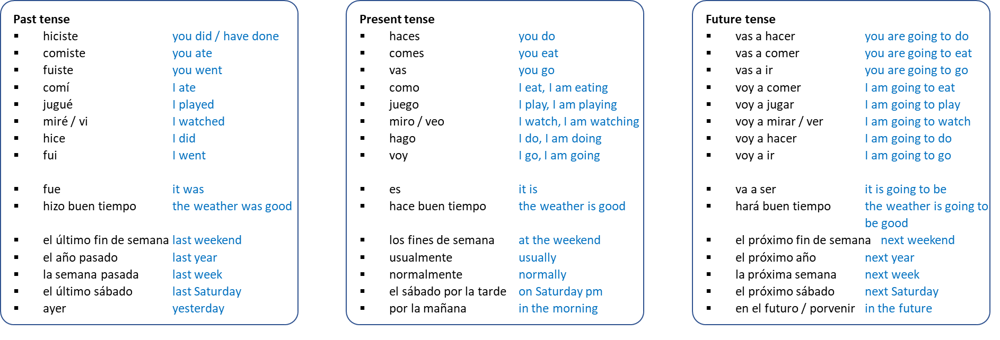 Past tense
▪ hiciste you did / have done
▪ comiste you ate
▪ fuiste you went
▪ comí I ate
▪ jugué I played
▪ miré / vi I watched
▪ hice I did
▪ fui I went
▪ fue it was
▪ hizo buen tiempo the weather was good
▪ el último fin de semana last weekend
▪ el año pasado last year
▪ la semana pasada last week
▪ el último sábado last Saturday
▪ ayer yesterday
Present tense
▪ haces you do
▪ comes you eat
▪ vas you go
▪ como I eat, I am eating
▪ juego I play, I am playing
▪ miro / veo I watch, I am watching
▪ hago I do, I am doing
▪ voy I go, I am going
▪ es it is
▪ hace buen tiempo the weather is good
▪ los fines de semana at the weekend
▪ usualmente usually
▪ normalmente normally
▪ el sábado por la tarde on Saturday pm
▪ por la mañana in the morning
Future tense
▪ vas a hacer you are going to do
▪ vas a comer you are going to eat
▪ vas a ir you are going to go
▪ voy a comer I am going to eat
▪ voy a jugar I am going to play
▪ voy a mirar / ver I am going to watch
▪ voy a hacer I am going to do
▪ voy a ir I am going to go
▪ va a ser it is going to be
▪ hará buen tiempo the weather is going to
be good
▪ el próximo fin de semana next weekend
▪ el próximo año next year
▪ la próxima semana next week
▪ el próximo sábado next Saturday
▪ en el futuro / porvenir in the future